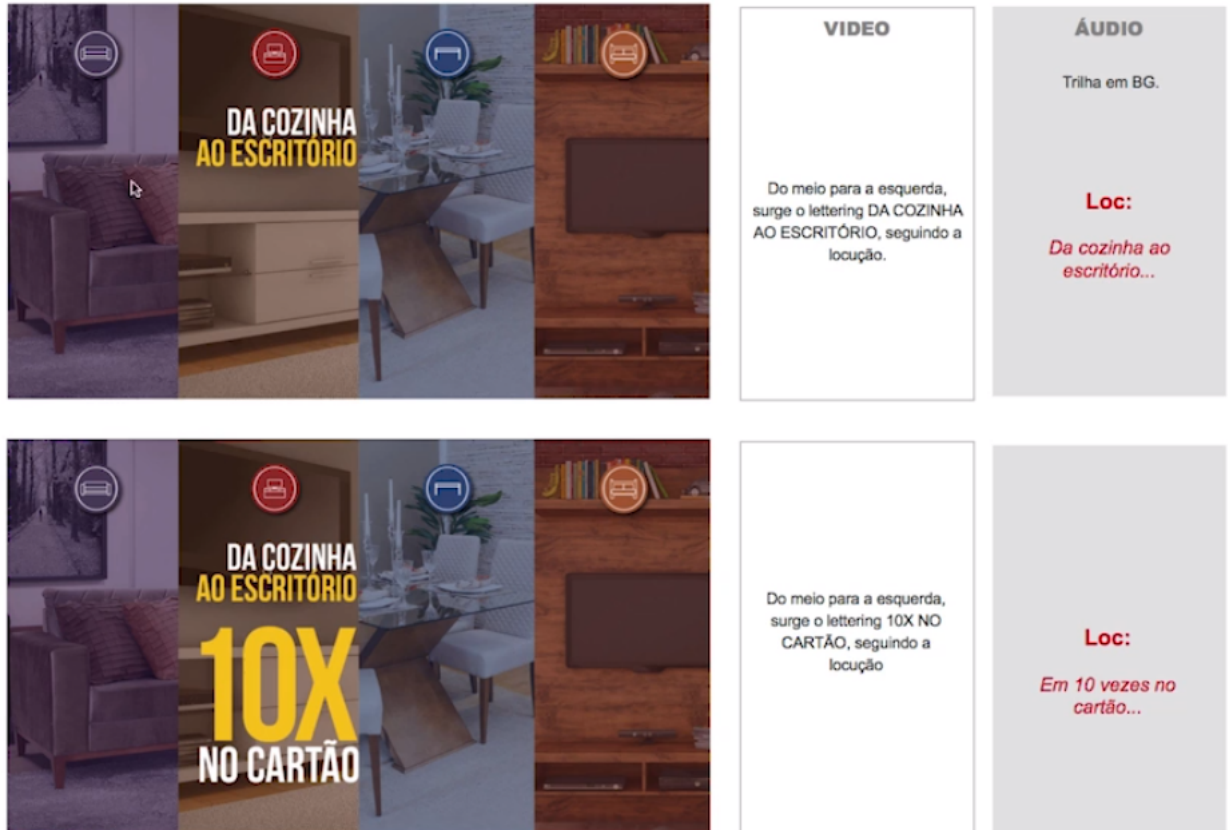 DA COZINHA
AO ESCRITÓRIO
VIDEO
Do meio para a esquerda,
surge o lettering DA COZINHA
AO ESCRITÓRIO, seguindo a
locução.
ÁUDIO
Trilha em BG.
Loc:
Da cozinha ao
escritório...
DA COZINHA
AO ESCRITÓRIO
10X
NO CARTÃO
Do meio para a esquerda,
surge o lettering 10X NO
CARTÃO, seguindo a
locução
Loc:
Em 10 vezes no
cartão...